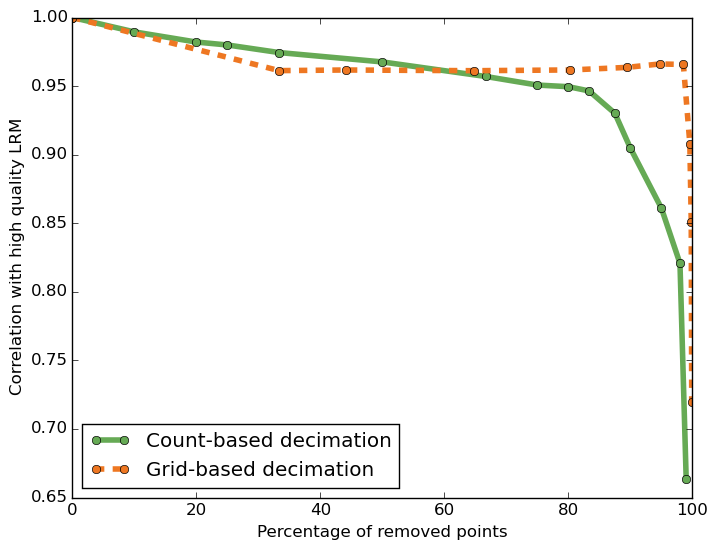 1.00
0.95
0.90
0.85
0.80
0.75
0.70
0.65
Correlation with high quality LRM
Count-based decimation
Grid-based decimation
0 20 40 60 80 100
Percentage of removed points